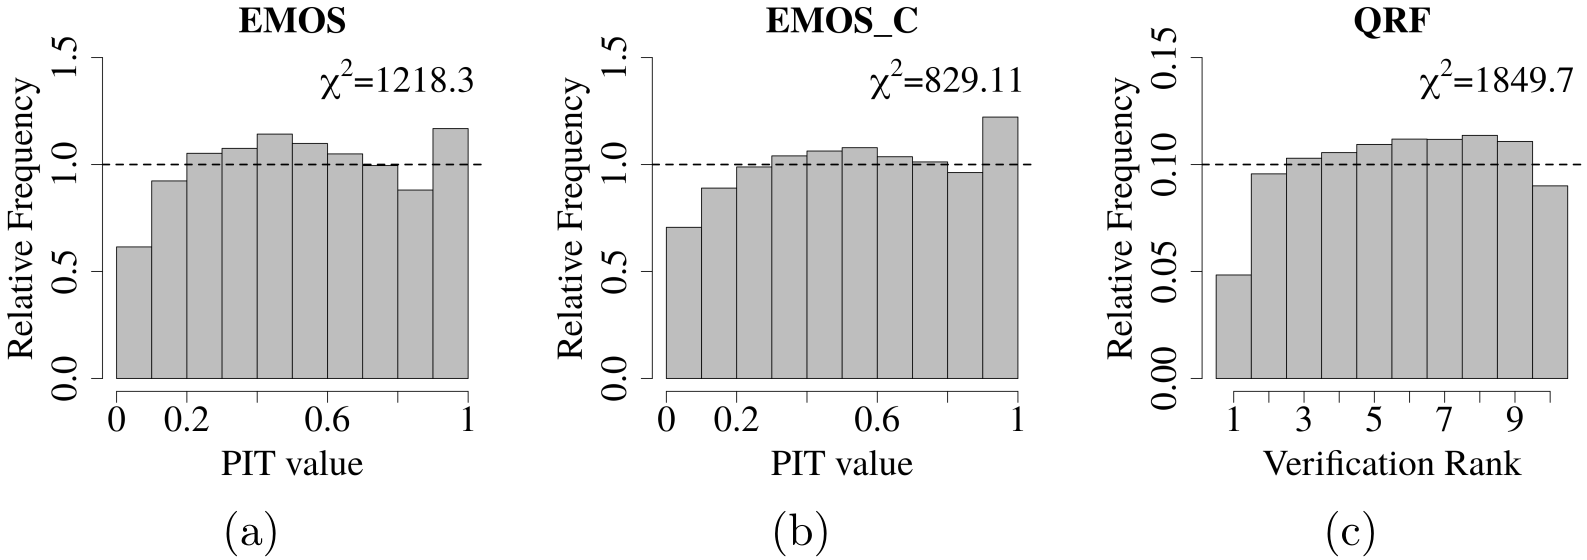 EMOS
χ²=1218.3
Relative Frequency
0.0 0.5 1.0 1.5
0 0.2 0.6 1
PIT value
(a)
EMOS_C
χ²=829.11
Relative Frequency
0.0 0.5 1.0 1.5
0 0.2 0.6 1
PIT value
(b)
QRF
χ²=1849.7
Relative Frequency
0.00 0.05 0.10 0.15
1 3 5 7 9
Verification Rank
(c)